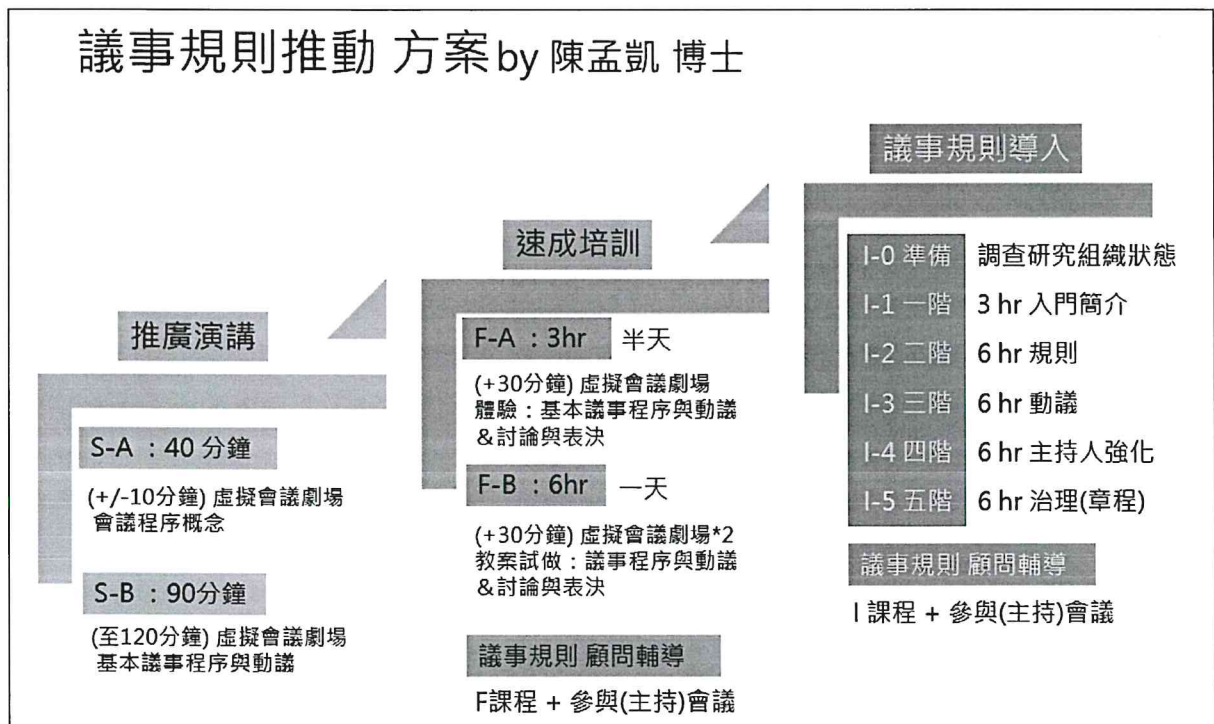 議事規則推動 方案by 陳孟凱 博士
推廣演講
S-A ：40 分鐘
(+/-10分鐘) 虛擬會議劇場
會議程序概念
S-B ：90分鐘
(至120分鐘) 虛擬會議劇場
基本議事程序與動議
速成培訓
F-A ：3hr 半天
(+30分鐘) 虛擬會議劇場
體驗：基本議事程序與動議
＆討論與表決
F-B：6hr 一天
(+30分鐘) 虛擬會議劇場*2
教案試做：議事程序與動議
＆討論與表決
議事規則 顧問輔導
F課程 + 參與(主持)會議
議事規則導入
I-0 準備 調查研究組織狀態
I-1 一階 3 hr 入門簡介
I-2 二階 6 hr 規則
I-3 三階 6 hr 動議
I-4 四階 6 hr 主持人強化
I-5 五階 6 hr 治理(章程)
議事規則 顧問輔導
I 課程 + 參與(主持)會議